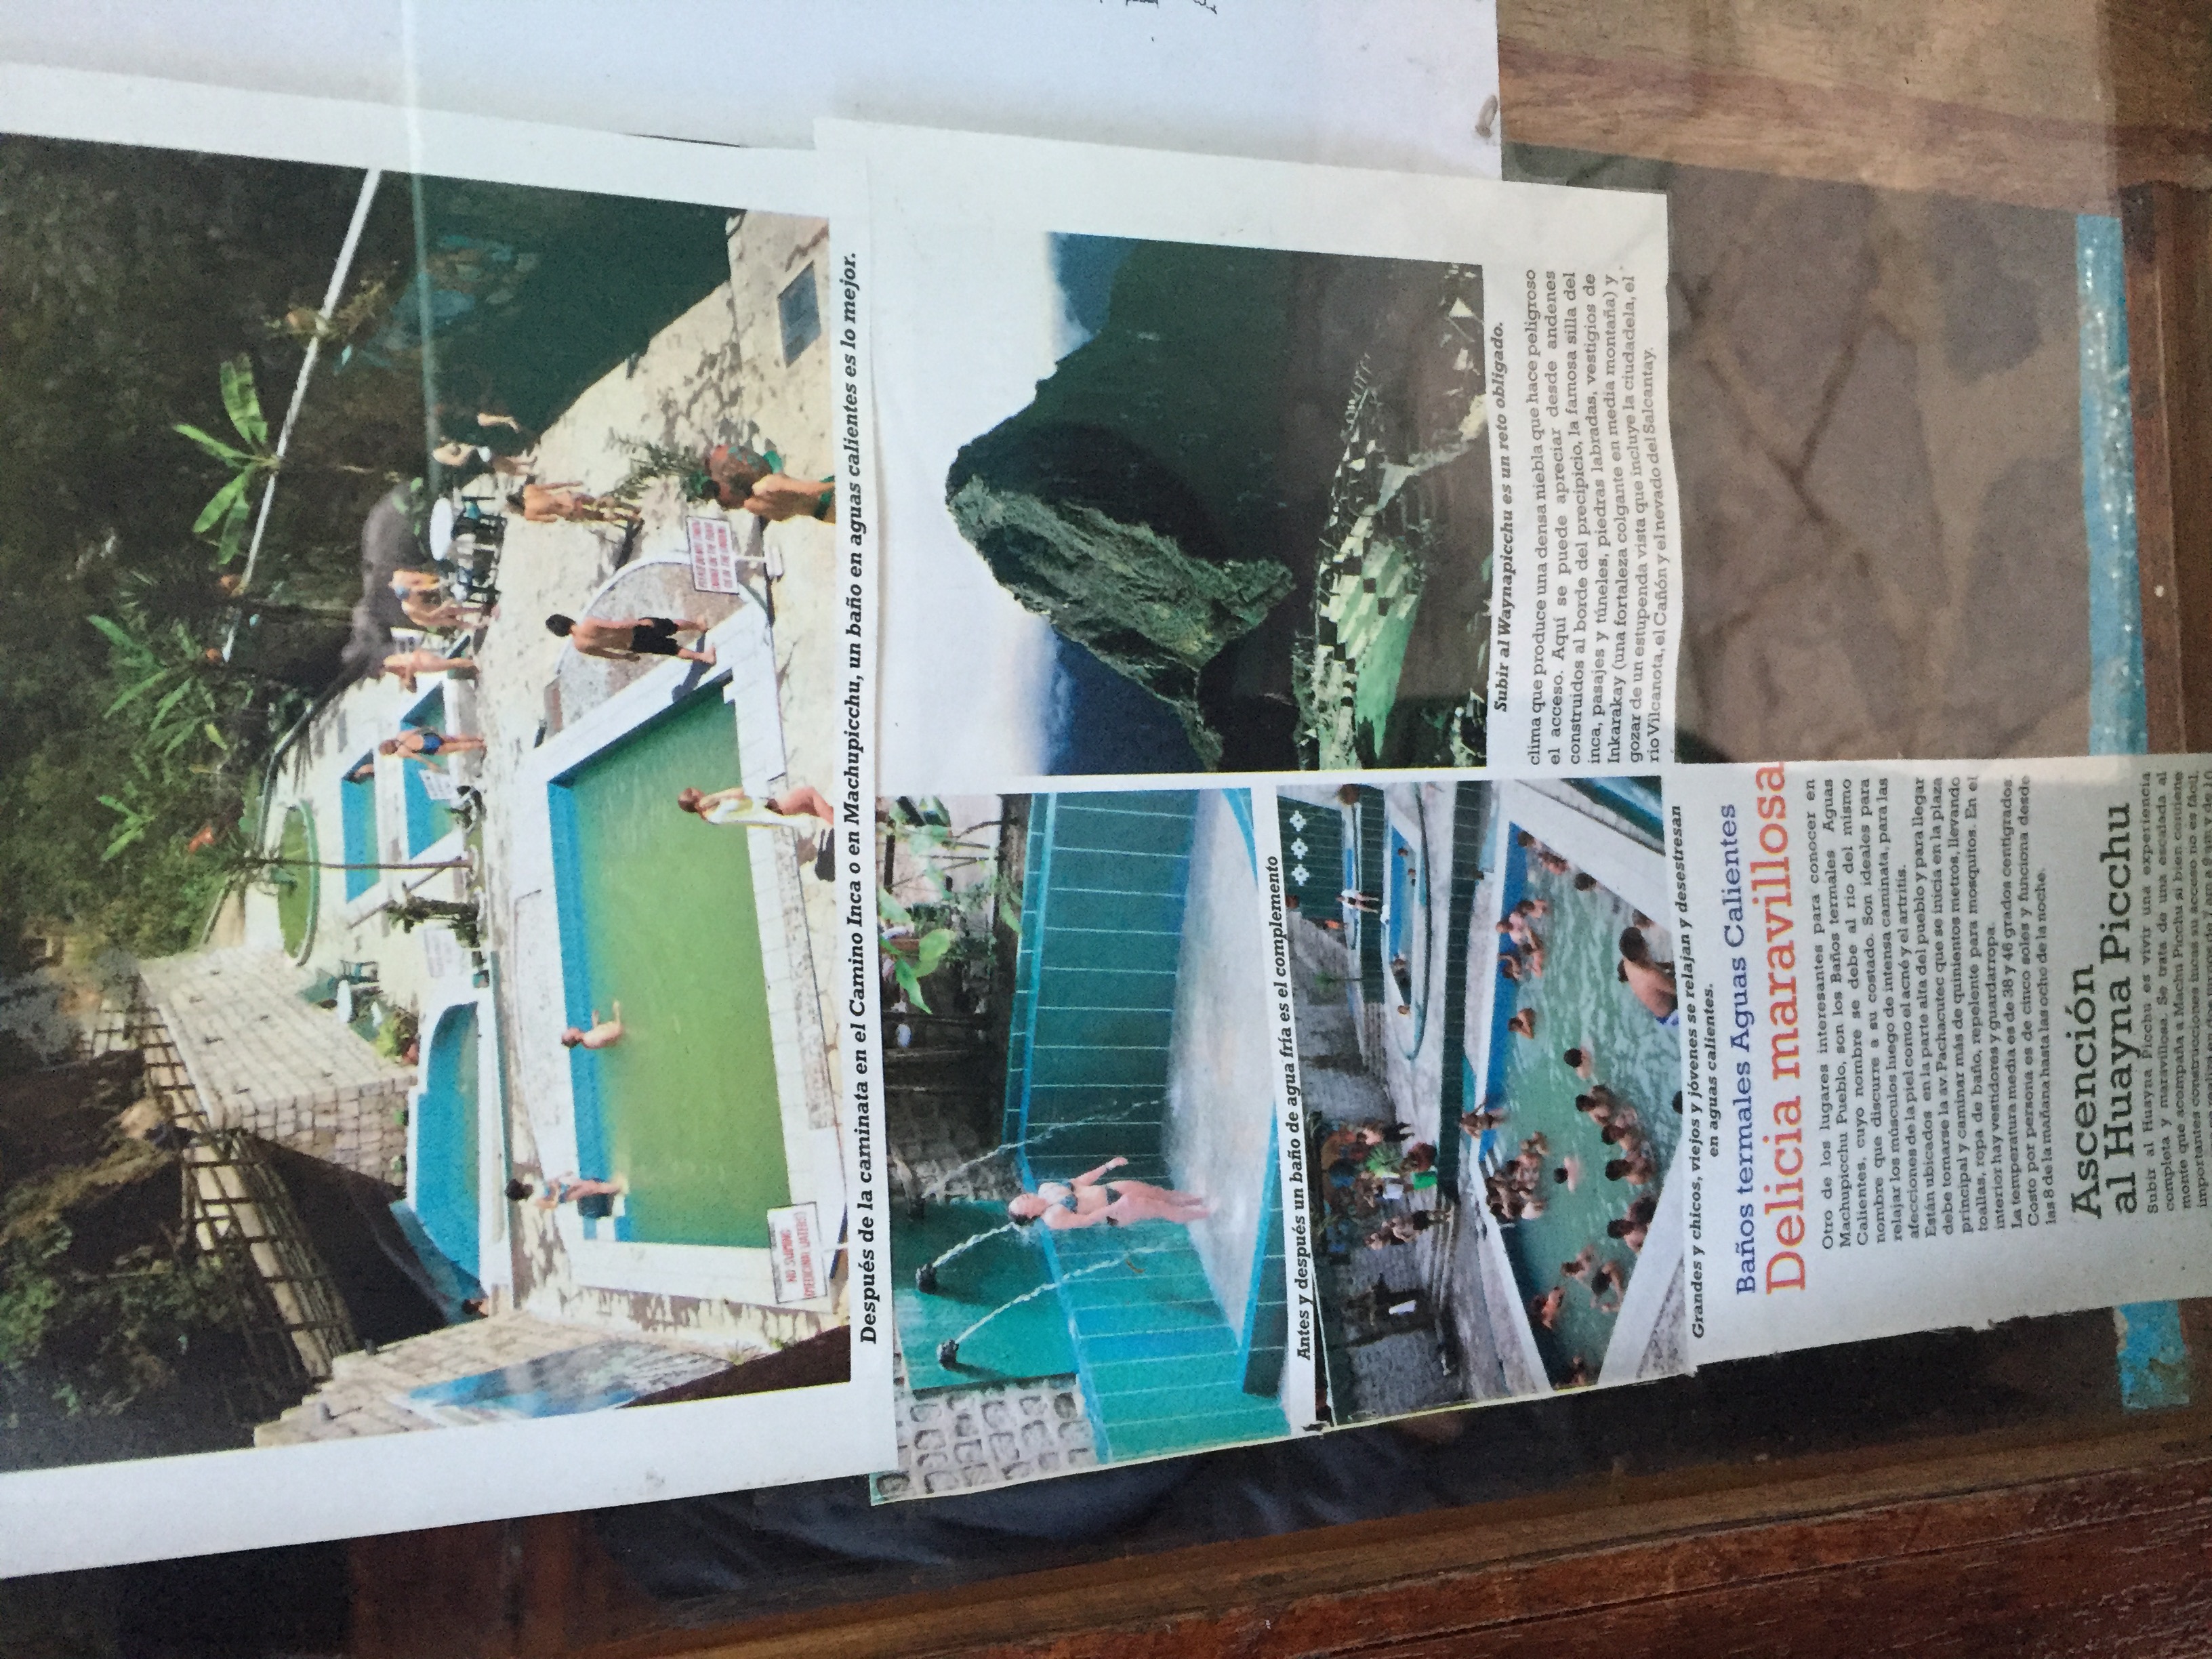 NO SWIMING
(MEDICINAL WATERS)
Después de la caminata en el Camino Inca o en Machupicchu, un baño en aguas calientes es lo mejor.
Antes y después un baño de agua fría es el complemento
Grandes y chicos, viejos y jóvenes se relajan y desestresan
en aguas calientes.
Baños termales Aguas Calientes
Delicia maravillosa
Otro de los lugares interesantes para conocer en
Machupicchu Pueblo, son los Baños termales Aguas
Calientes, cuyo nombre se debe al rio del mismo
nombre que discurre a su costado. Son ideales para
relajar los músculos luego de intensa caminata, para las
afecciones de la piel como el acné y el artritis.
Están ubicados en la parte alta del pueblo y para llegar
debe tomarse la av. Pachacutec que se inicia en la plaza
principal y caminar más de quinientos metros, llevando
toallas, ropa de baño, repelente para mosquitos. En el
interior hay vestidores y guardarropa.
La temperatura media es de 38 y 46 grados centigrados.
Costo por persona es de cinco soles y funciona desde
las 8 de la mañana hasta las ocho de la noche.
Ascención
al Huayna Picchu
Subir al Huayna Picchu es vivir una experiencia
completa y maravillosa. Se trata de una escalada al
monte que acompaña a Machu Picchu si bien contiene
importantes construcciones incas su acceso no es fácil,
se realiza en dos turnos de 7 am a 9 am y de 10
Subir al Waynapicchu es un reto obligado.
clima que produce una densa niebla que hace peligroso
el acceso. Aquí se puede apreciar desde andenes
construidos al borde del precipicio, la famosa silla del
inca, pasajes y túneles, piedras labradas, vestigios de
Inkarakay (una fortaleza colgante en media montaña) y
gozar de un estupenda vista que incluye la ciudadela, el
rio Vilcanota, el Cañón y el nevado del Salcantay.